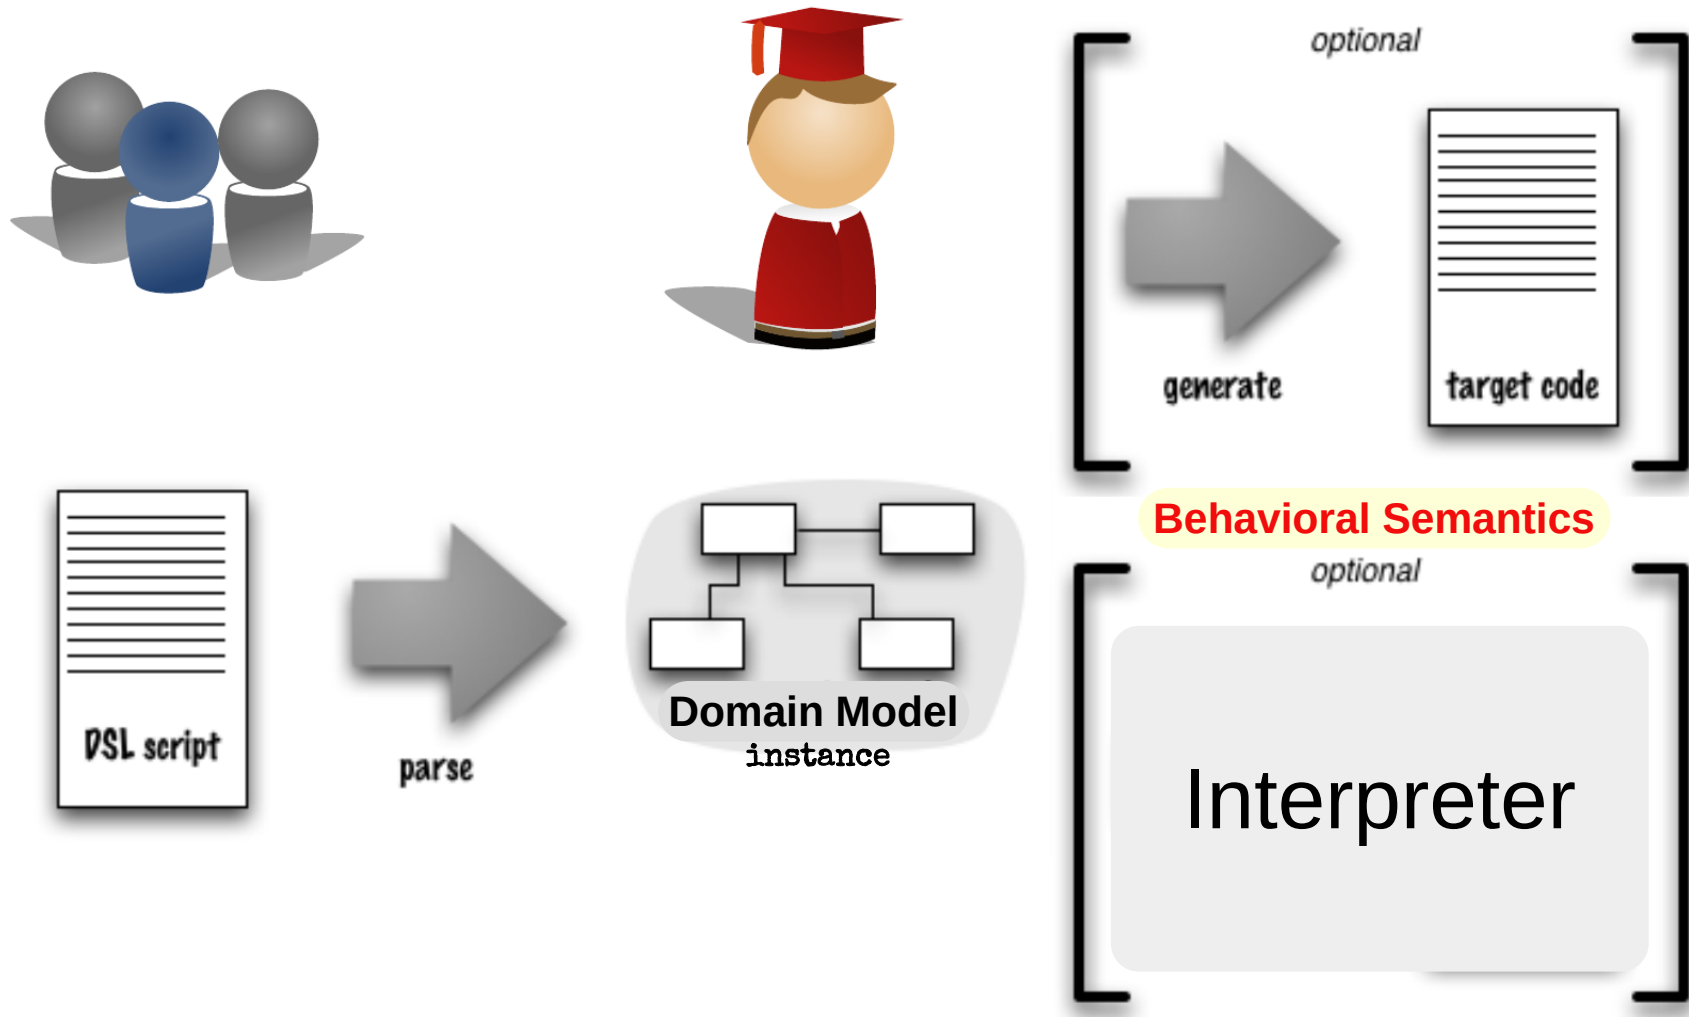 optional
generate
target code
Behavioral Semantics
optional
DSL script
parse
Domain Model
instance
Interpreter